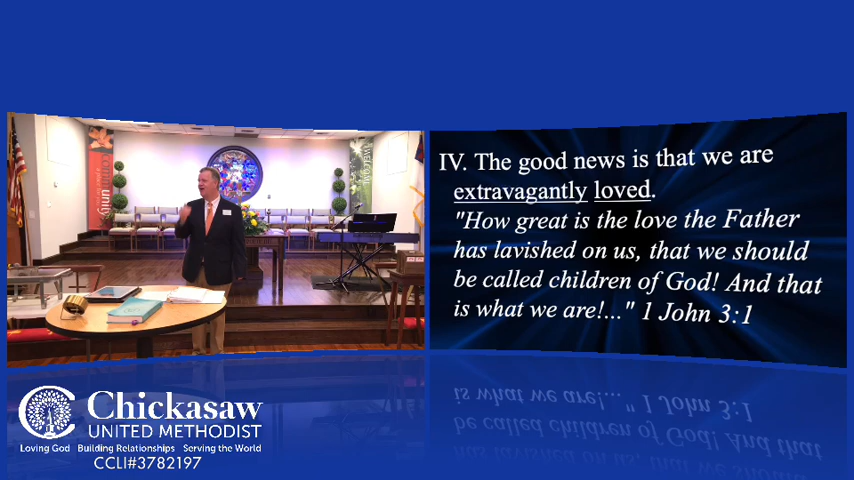 IV. The good news is that we are
extravagantly loved.
"How great is the love the Father
has lavished on us, that we should
be called children of God! And that
is what we are!..." 1 John 3:1
Chickasaw
UNITED METHODIST
Loving God Building Relationships Serving the World
CCLI#3782197